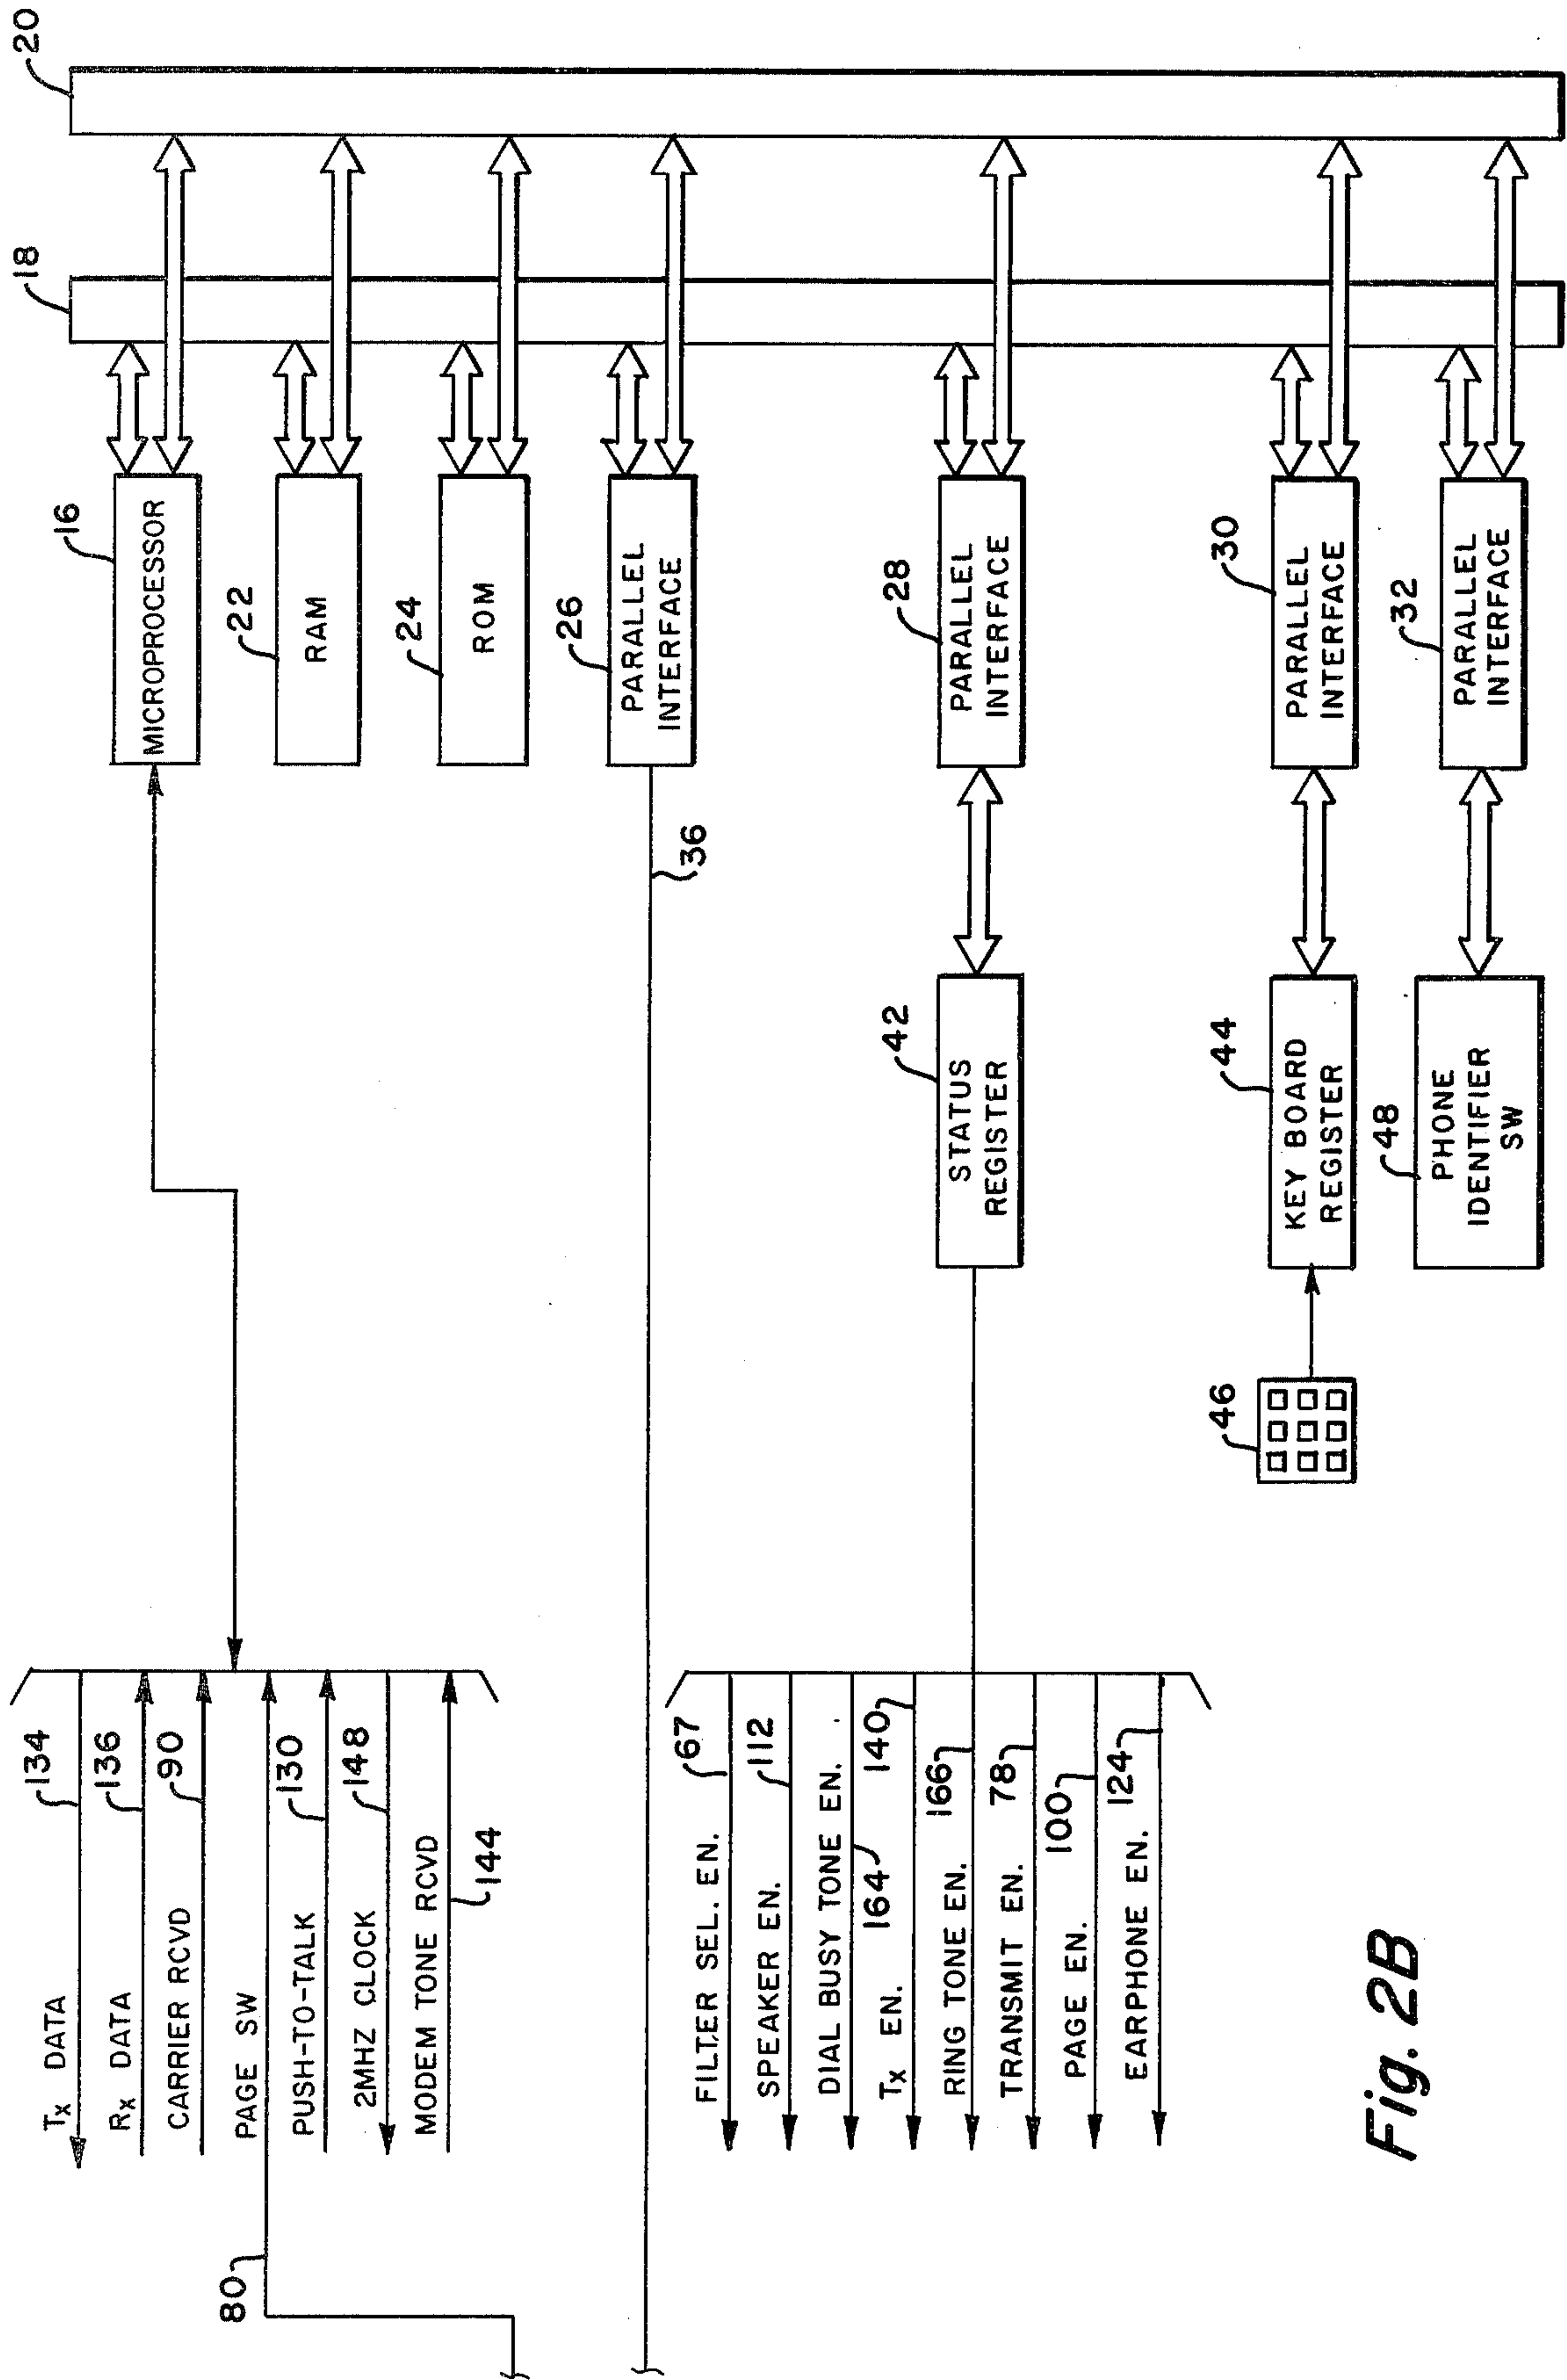 20
18
16
MICROPROCESSOR
22
RAM
24
ROM
26
PARALLEL
INTERFACE
36
28
PARALLEL
INTERFACE
30
PARALLEL
INTERFACE
32
PARALLEL
INTERFACE
42
STATUS
REGISTER
44
KEY BOARD
REGISTER
48
PHONE
IDENTIFIER
SW
46
134
Tx DATA
136
Rx DATA
90
CARRIER RCVD
PAGE SW
80
130
PUSH-TO-TALK
148
2MHZ CLOCK
MODEM TONE RCVD
144
67
FILTER SEL. EN.
112
SPEAKER EN.
DIAL BUSY TONE EN.
164
140
Tx EN.
166
RING TONE EN.
78
TRANSMIT EN.
100
PAGE EN.
124
EARPHONE EN.
Fig. 2B